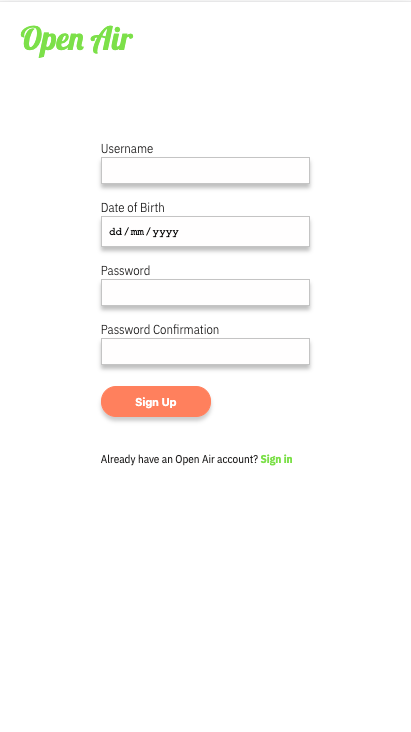 Open Air
Username
Date of Birth
dd/mm/yyyy
Password
Password Confirmation
Sign Up
Already have an Open Air account? Sign in